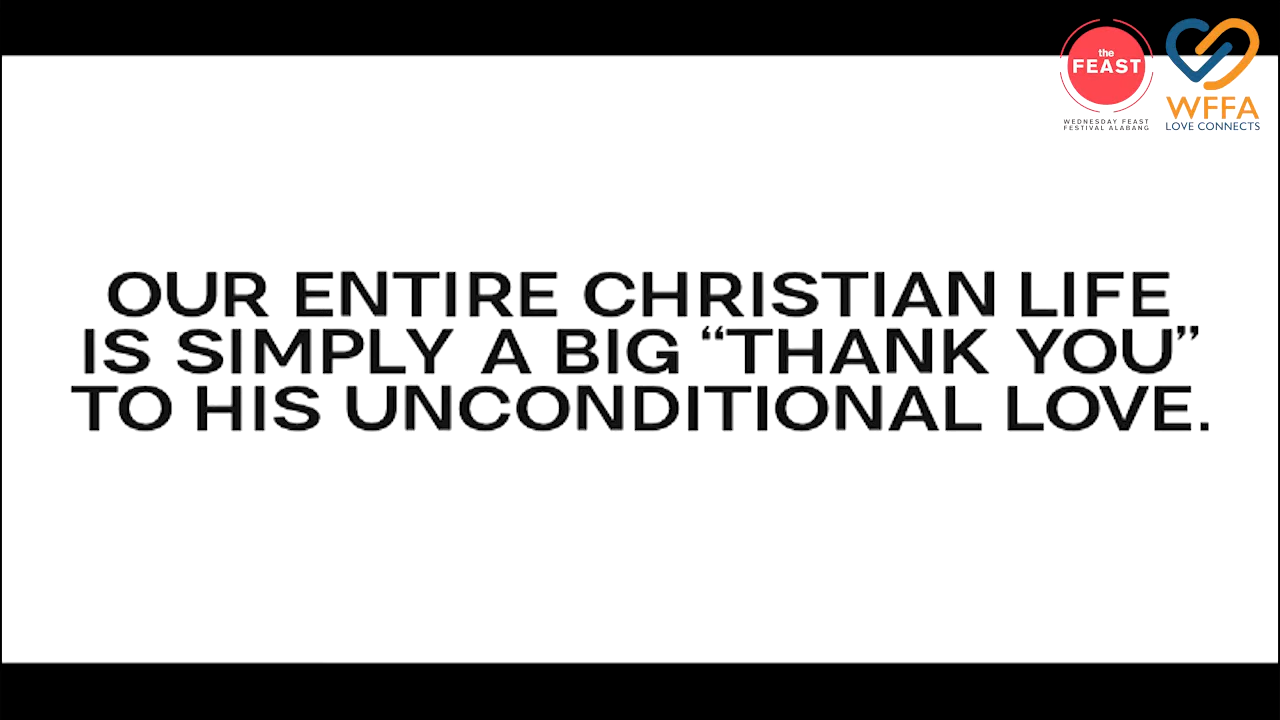 the
FEAST
WEDNESDAY FEAST
FESTIVAL ALABANG
WFFA
LOVE CONNECTS
OUR ENTIRE CHRISTIAN LIFE
IS SIMPLY A BIG “THANK YOU”
TO HIS UNCONDITIONAL LOVE.